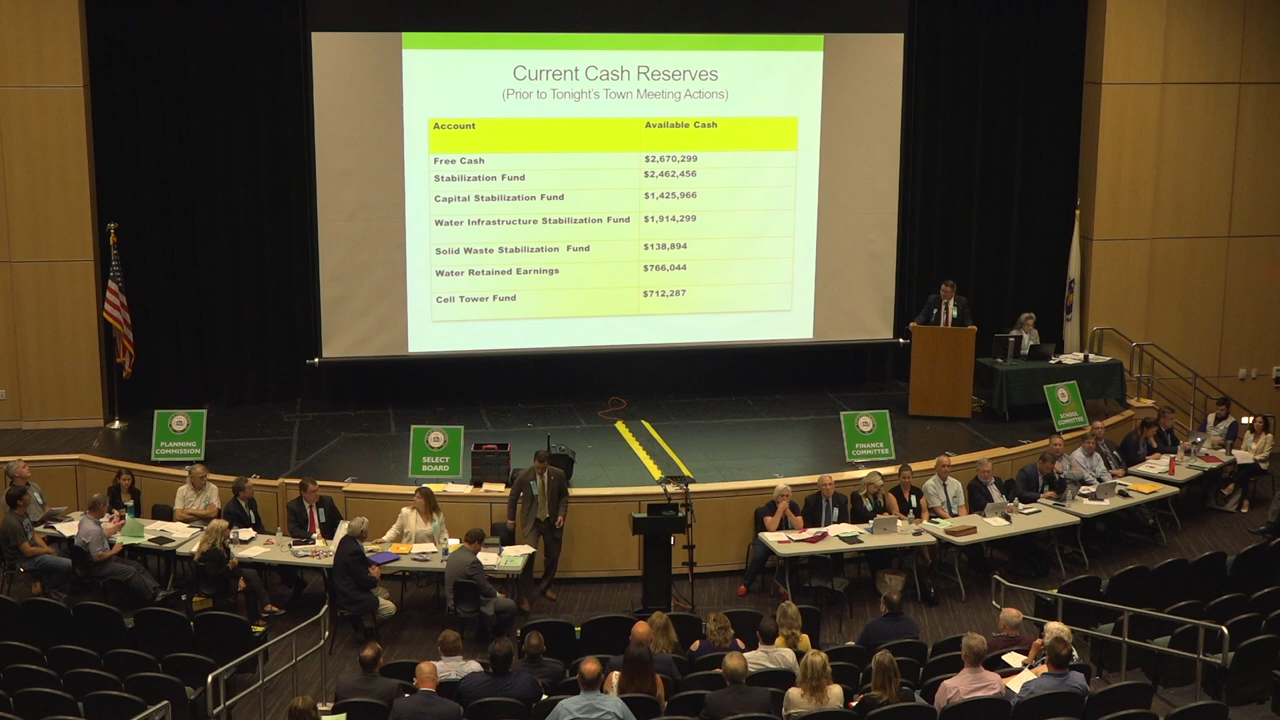 Current Cash Reserves
(Prior to Tonight's Town Meeting Actions)
Account Available Cash
Free Cash $2,670,299
Stabilization Fund $2,462,456
Capital Stabilization Fund $1,425,966
Water Infrastructure Stabilization Fund $1,914,299
Solid Waste Stabilization Fund $138,894
Water Retained Earnings $766,044
Cell Tower Fund $712,287
PLANNING
COMMISSION
SELECT
BOARD
FINANCE
COMMITTEE
SCHOOL
COMMITTEE